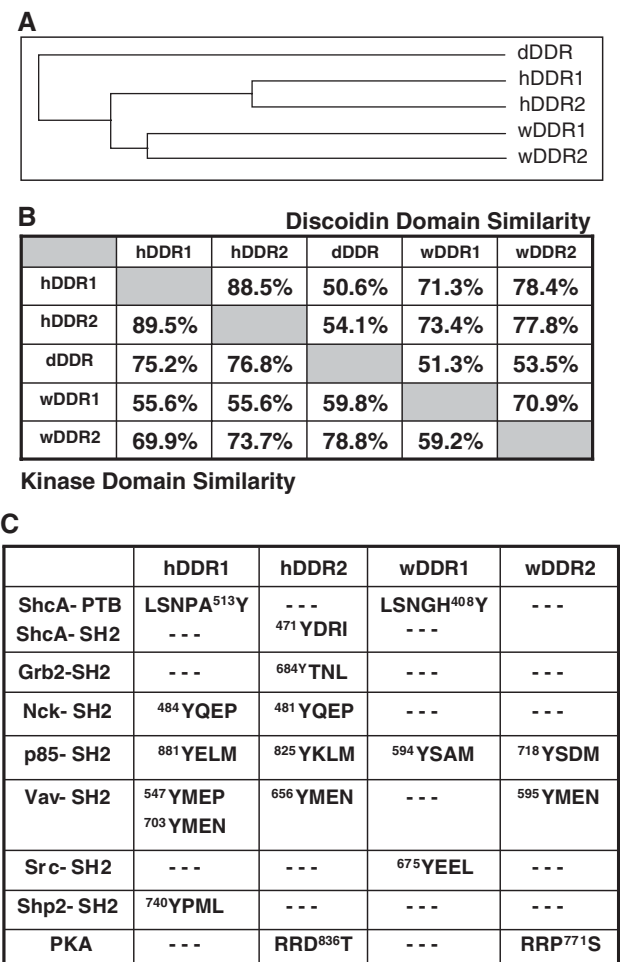 A
dDDR
hDDR1
hDDR2
wDDR1
wDDR2
B
Discoidin Domain Similarity
hDDR1 hDDR2 dDDR wDDR1 wDDR2
hDDR1 88.5% 50.6% 71.3% 78.4%
hDDR2 89.5% 54.1% 73.4% 77.8%
dDDR 75.2% 76.8% 51.3% 53.5%
wDDR1 55.6% 55.6% 59.8% 70.9%
wDDR2 69.9% 73.7% 78.8% 59.2%
Kinase Domain Similarity
C
hDDR1 hDDR2 wDDR1 wDDR2
ShcA- PTB LSNPA⁵¹³Y - - - LSNGH⁴⁰⁸Y - - -
ShcA- SH2 - - - ⁴⁷¹YDRI - - -
Grb2-SH2 - - - ⁶⁸⁴ʸTNL - - - - - -
Nck- SH2 ⁴⁸⁴YQEP ⁴⁸¹YQEP - - - - - -
p85- SH2 ⁸⁸¹YELM ⁸²⁵YKLM ⁵⁹⁴YSAM ⁷¹⁸YSDM
Vav- SH2 ⁵⁴⁷YMEP ⁶⁵⁶YMEN - - - ⁵⁹⁵YMEN
⁷⁰³YMEN
Src- SH2 - - - - - - ⁶⁷⁵YEEL - - -
Shp2- SH2 ⁷⁴⁰YPML - - - - - - - - -
PKA - - - RRD⁸³⁶T - - - RRP⁷⁷¹S